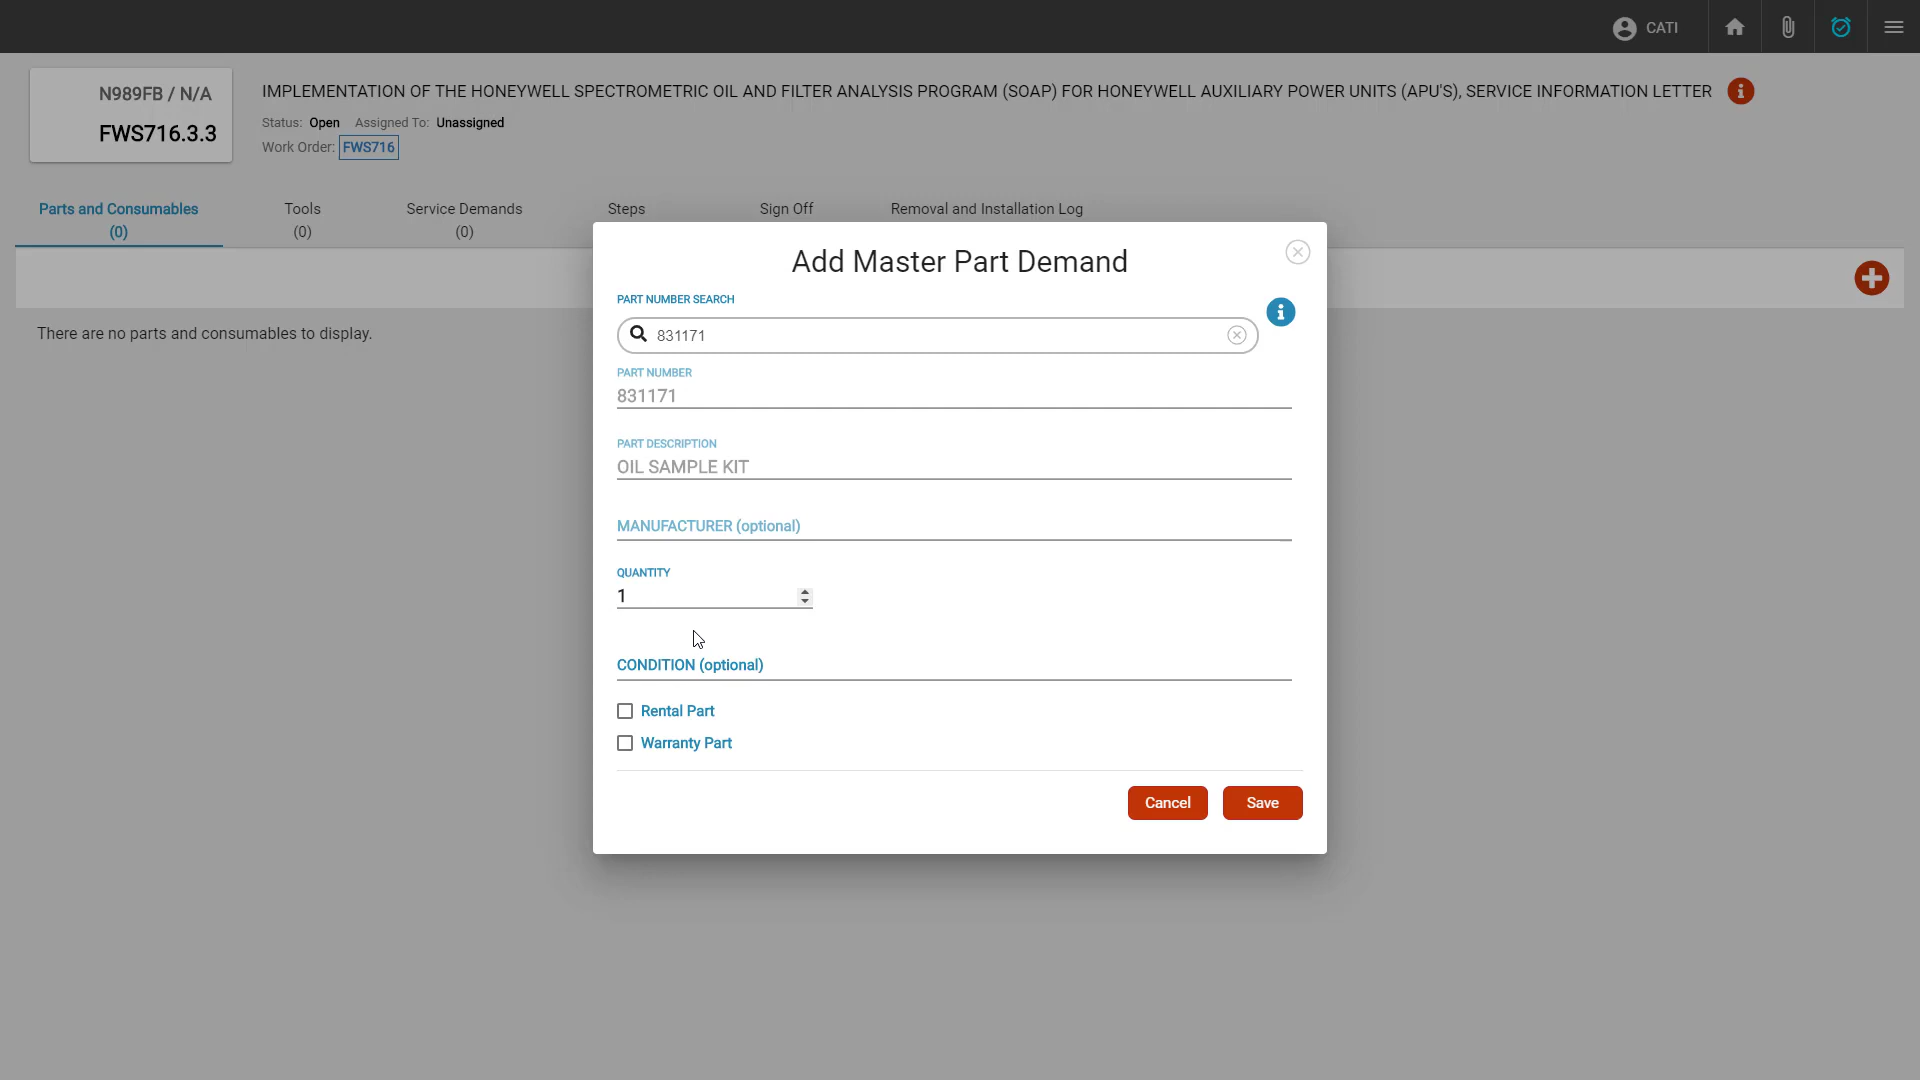 CATI
N989FB / N/A
FWS716.3.3
IMPLEMENTATION OF THE HONEYWELL SPECTROMETRIC OIL AND FILTER ANALYSIS PROGRAM (SOAP) FOR HONEYWELL AUXILIARY POWER UNITS (APU'S), SERVICE INFORMATION LETTER
Status: Open Assigned To: Unassigned
Work Order: FWS716
Parts and Consumables
(0)
Tools
(0)
Service Demands
(0)
Steps
Sign Off
Removal and Installation Log
There are no parts and consumables to display.
Add Master Part Demand
PART NUMBER SEARCH
831171
PART NUMBER
831171
PART DESCRIPTION
OIL SAMPLE KIT
MANUFACTURER (optional)
QUANTITY
1
CONDITION (optional)
Rental Part
Warranty Part
Cancel
Save